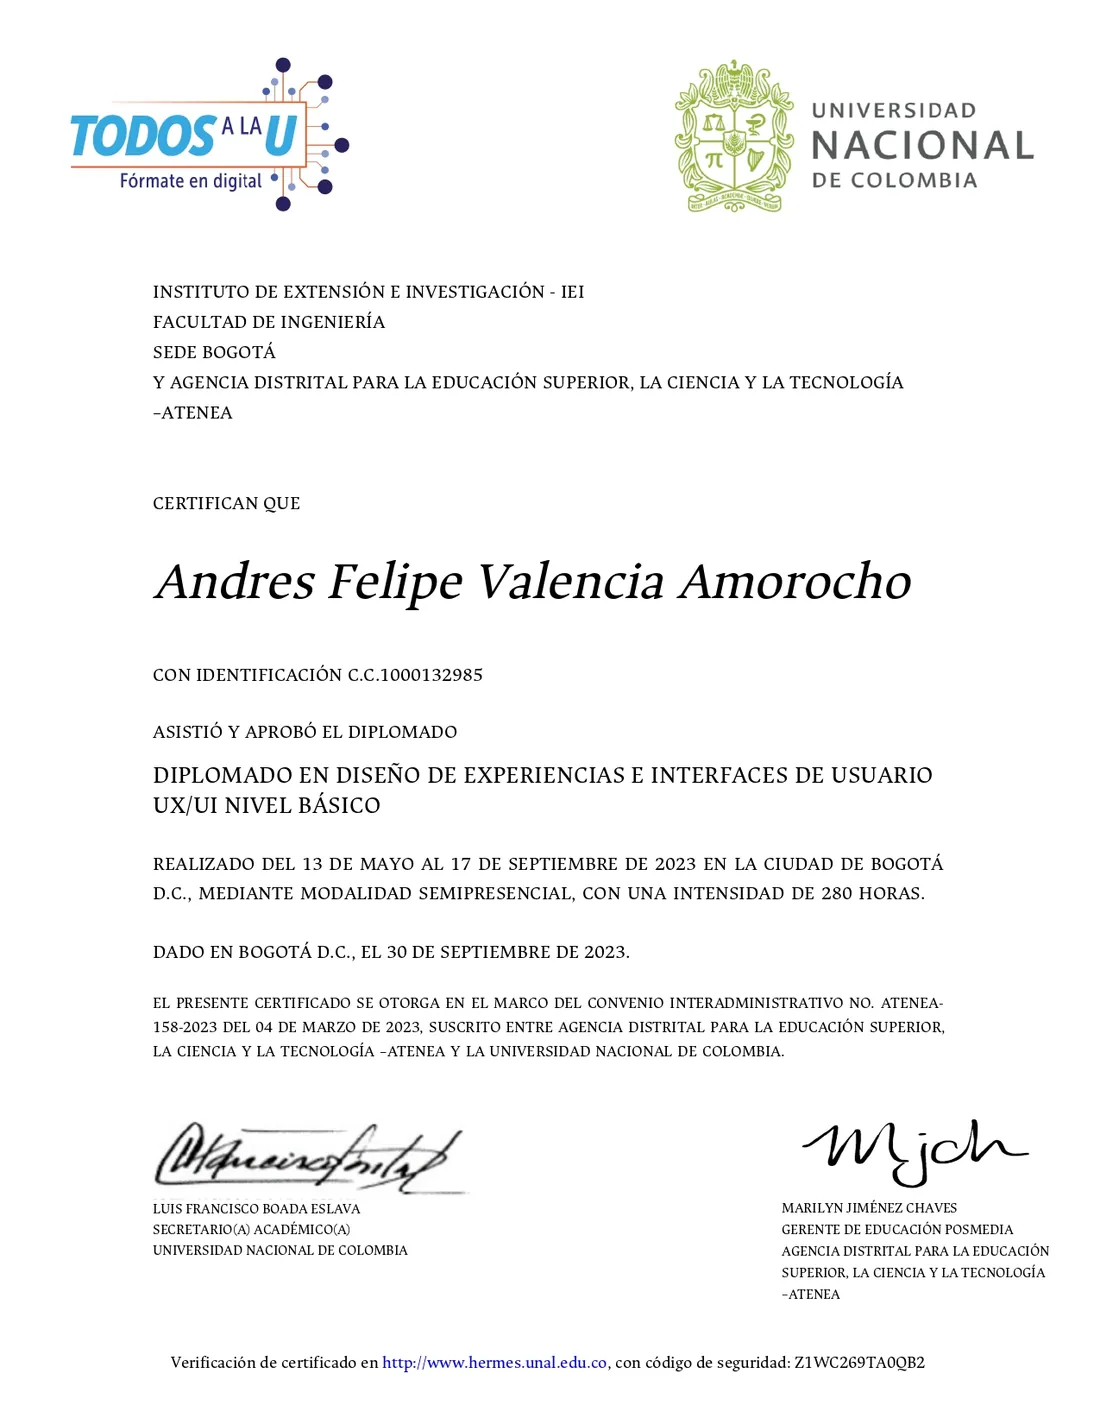 TODOS A LA U
Fórmate en digital
UNIVERSIDAD
NACIONAL
DE COLOMBIA
INSTITUTO DE EXTENSIÓN E INVESTIGACIÓN - IEI
FACULTAD DE INGENIERÍA
SEDE BOGOTÁ
Y AGENCIA DISTRITAL PARA LA EDUCACIÓN SUPERIOR, LA CIENCIA Y LA TECNOLOGÍA
–ATENEA
CERTIFICAN QUE
Andres Felipe Valencia Amorocho
CON IDENTIFICACIÓN C.C.1000132985
ASISTIÓ Y APROBÓ EL DIPLOMADO
DIPLOMADO EN DISEÑO DE EXPERIENCIAS E INTERFACES DE USUARIO
UX/UI NIVEL BÁSICO
REALIZADO DEL 13 DE MAYO AL 17 DE SEPTIEMBRE DE 2023 EN LA CIUDAD DE BOGOTÁ
D.C., MEDIANTE MODALIDAD SEMIPRESENCIAL, CON UNA INTENSIDAD DE 280 HORAS.
DADO EN BOGOTÁ D.C., EL 30 DE SEPTIEMBRE DE 2023.
EL PRESENTE CERTIFICADO SE OTORGA EN EL MARCO DEL CONVENIO INTERADMINISTRATIVO NO. ATENEA-
158-2023 DEL 04 DE MARZO DE 2023, SUSCRITO ENTRE AGENCIA DISTRITAL PARA LA EDUCACIÓN SUPERIOR,
LA CIENCIA Y LA TECNOLOGÍA –ATENEA Y LA UNIVERSIDAD NACIONAL DE COLOMBIA.
LUIS FRANCISCO BOADA ESLAVA
SECRETARIO(A) ACADÉMICO(A)
UNIVERSIDAD NACIONAL DE COLOMBIA
MARILYN JIMÉNEZ CHAVES
GERENTE DE EDUCACIÓN POSMEDIA
AGENCIA DISTRITAL PARA LA EDUCACIÓN
SUPERIOR, LA CIENCIA Y LA TECNOLOGÍA
–ATENEA
Verificación de certificado en http://www.hermes.unal.edu.co, con código de seguridad: Z1WC269TA0QB2